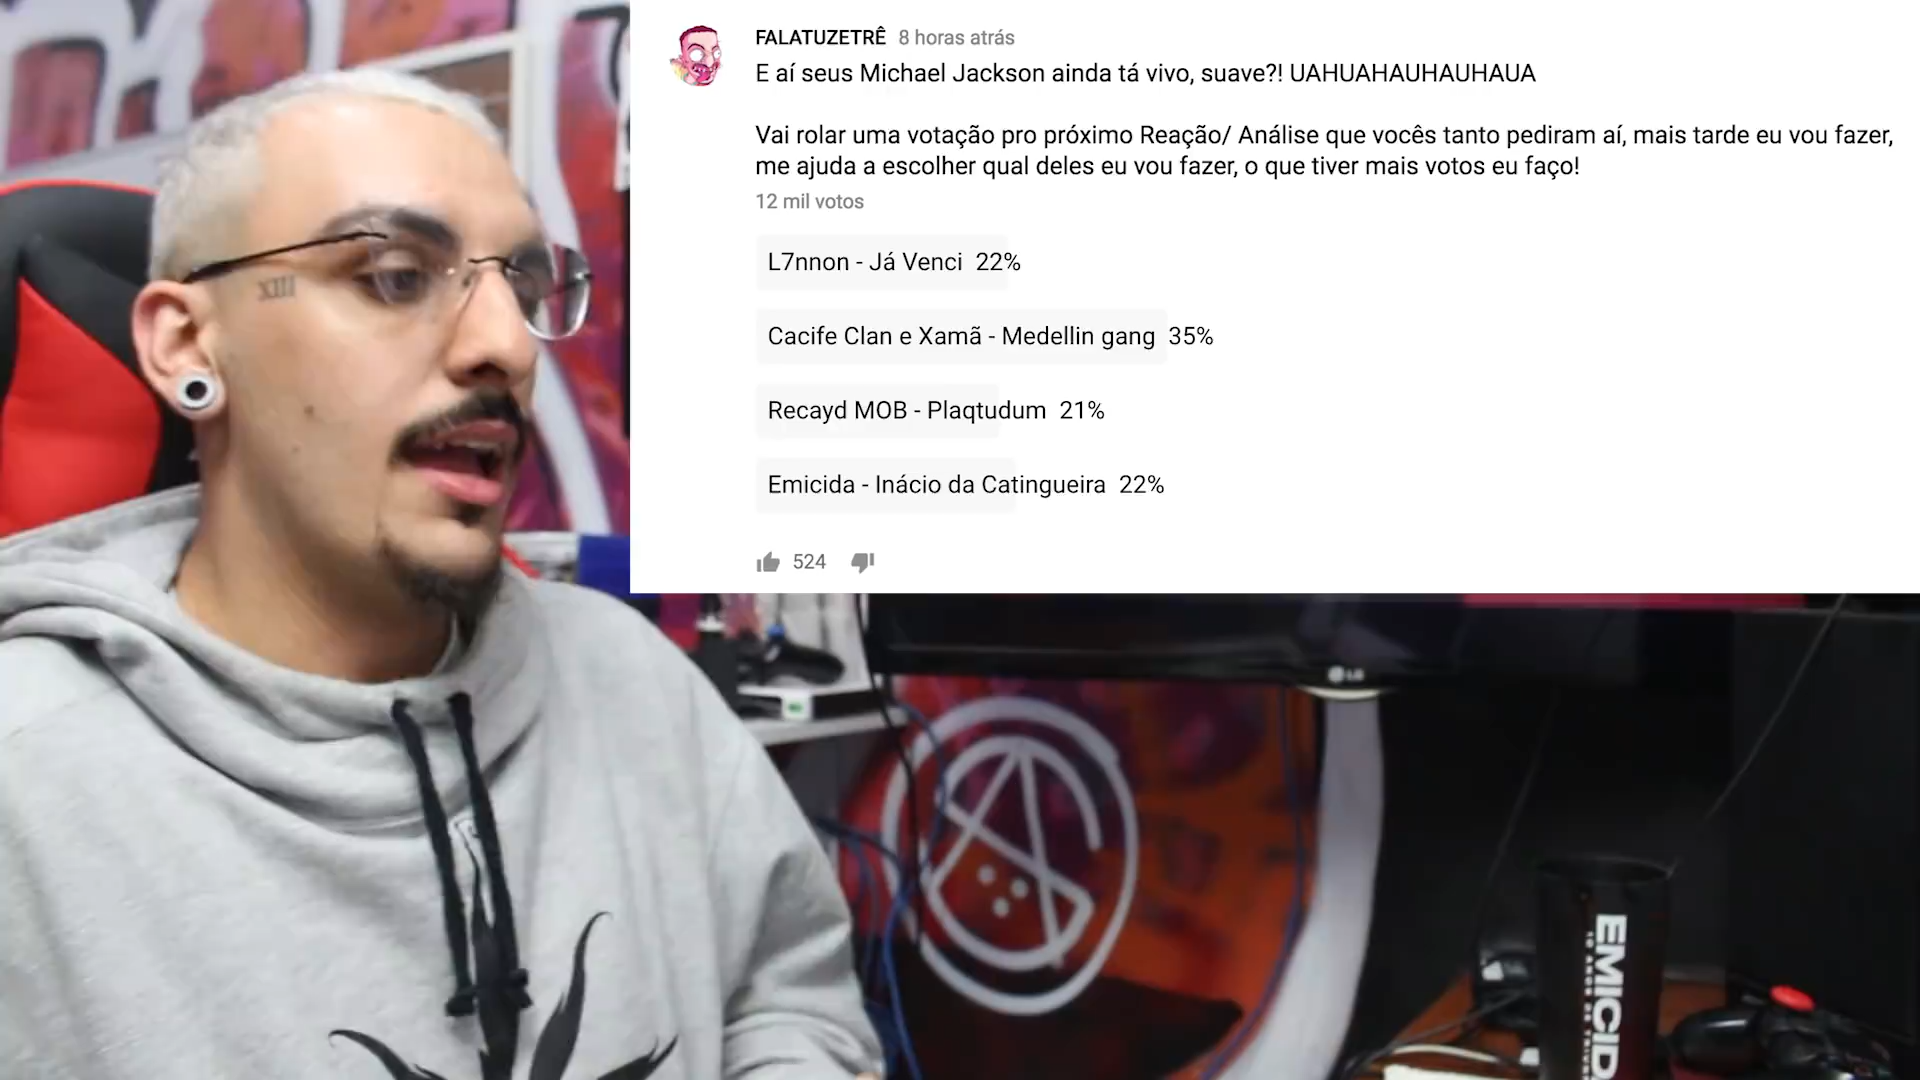 FALATUZETRÊ 8 horas atrás
E aí seus Michael Jackson ainda tá vivo, suave?! UAHUAHAUHAUHAUA
Vai rolar uma votação pro próximo Reação/ Análise que vocês tanto pediram aí, mais tarde eu vou fazer,
me ajuda a escolher qual deles eu vou fazer, o que tiver mais votos eu faço!
12 mil votos
L7nnon - Já Venci 22%
Cacife Clan e Xamã - Medellin gang 35%
Recayd MOB - Plaqtudum 21%
Emicida - Inácio da Catingueira 22%
524
XIII
LG
EMICID